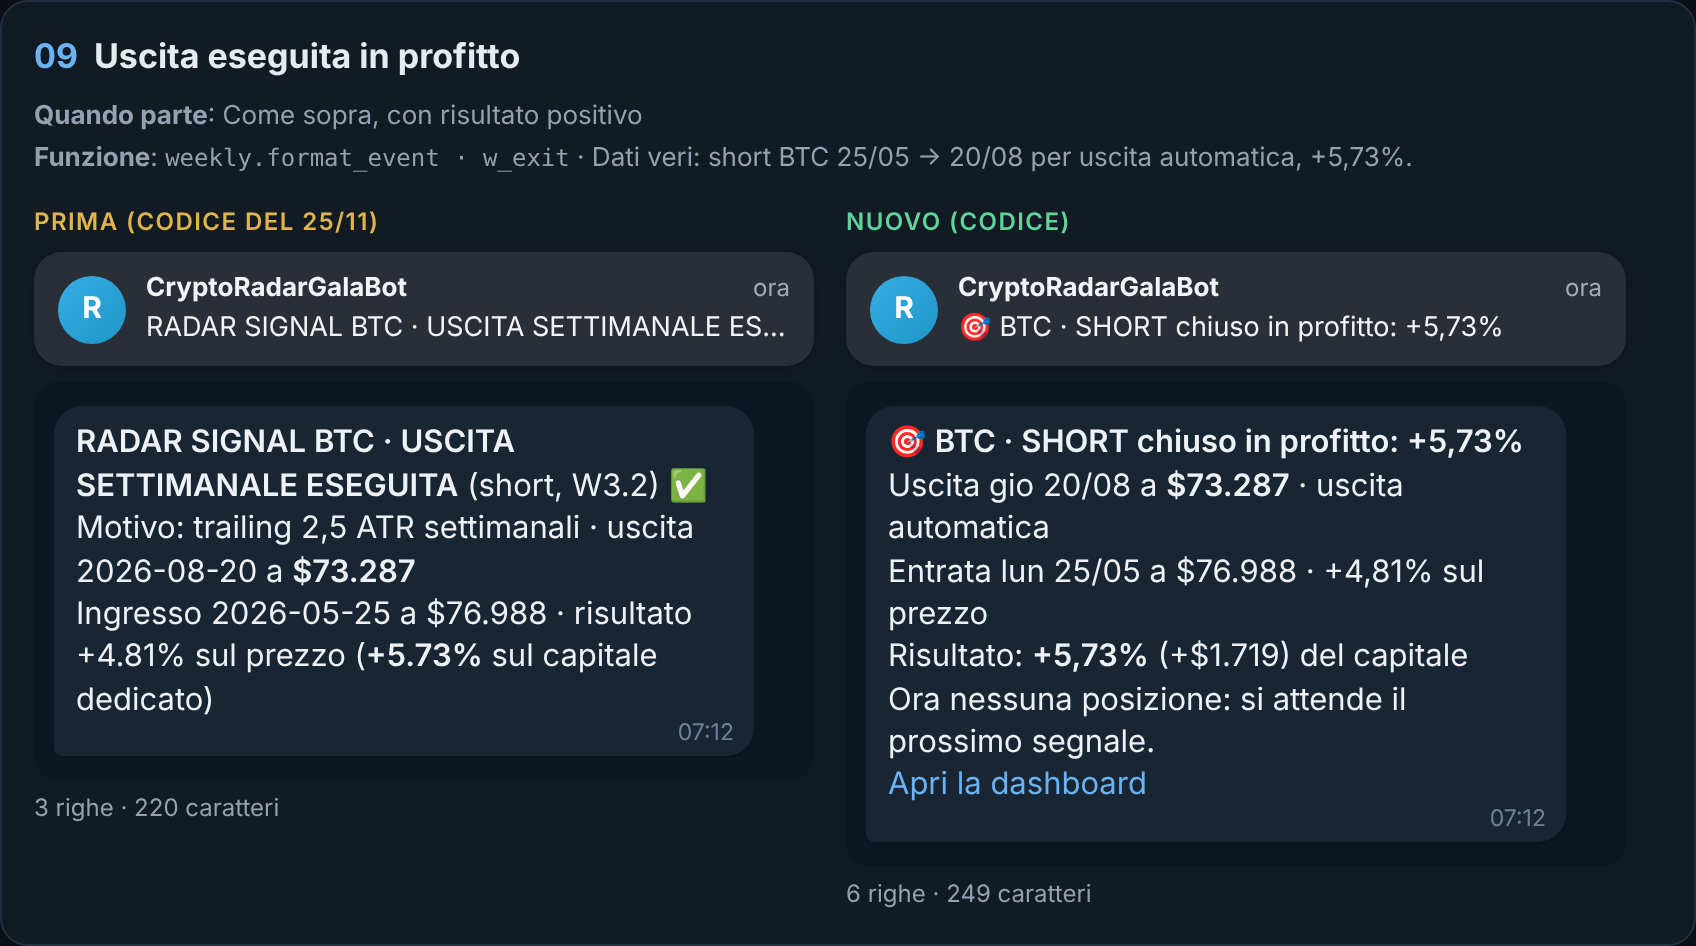 09 Uscita eseguita in profitto
Quando parte: Come sopra, con risultato positivo
Funzione: weekly.format_event · w_exit · Dati veri: short BTC 25/05 → 20/08 per uscita automatica, +5,73%.
PRIMA (CODICE DEL 25/11)
R
CryptoRadarGalaBot
ora
RADAR SIGNAL BTC · USCITA SETTIMANALE ES...
RADAR SIGNAL BTC · USCITA
SETTIMANALE ESEGUITA (short, W3.2) ✅
Motivo: trailing 2,5 ATR settimanali · uscita
2026-08-20 a $73.287
Ingresso 2026-05-25 a $76.988 · risultato
+4.81% sul prezzo (+5.73% sul capitale
dedicato)
07:12
3 righe · 220 caratteri
NUOVO (CODICE)
R
CryptoRadarGalaBot
ora
🎯 BTC · SHORT chiuso in profitto: +5,73%
🎯 BTC · SHORT chiuso in profitto: +5,73%
Uscita gio 20/08 a $73.287 · uscita
automatica
Entrata lun 25/05 a $76.988 · +4,81% sul
prezzo
Risultato: +5,73% (+$1.719) del capitale
Ora nessuna posizione: si attende il
prossimo segnale.
Apri la dashboard
07:12
6 righe · 249 caratteri